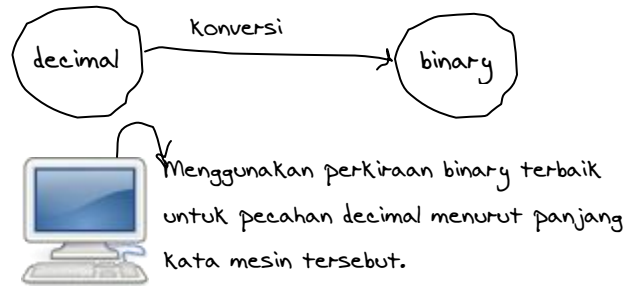 Konversi
decimal
binary
Menggunakan perkiraan binary terbaik
untuk pecahan decimal menurut panjang
kata mesin tersebut.